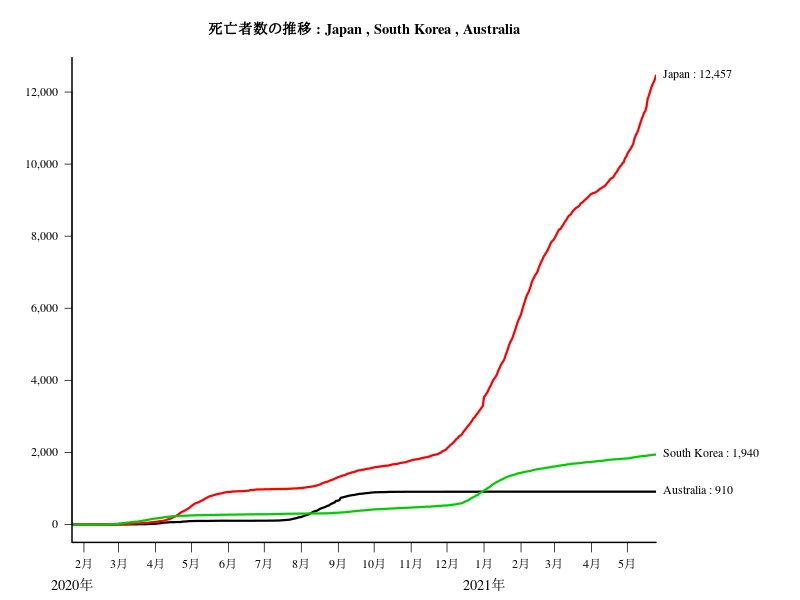 死亡者数の推移 : Japan , South Korea , Australia
12,000
10,000
8,000
6,000
4,000
2,000
0
Japan : 12,457
South Korea : 1,940
Australia : 910
2月 3月 4月 5月 6月 7月 8月 9月 10月 11月 12月 1月 2月 3月 4月 5月
2020年 2021年